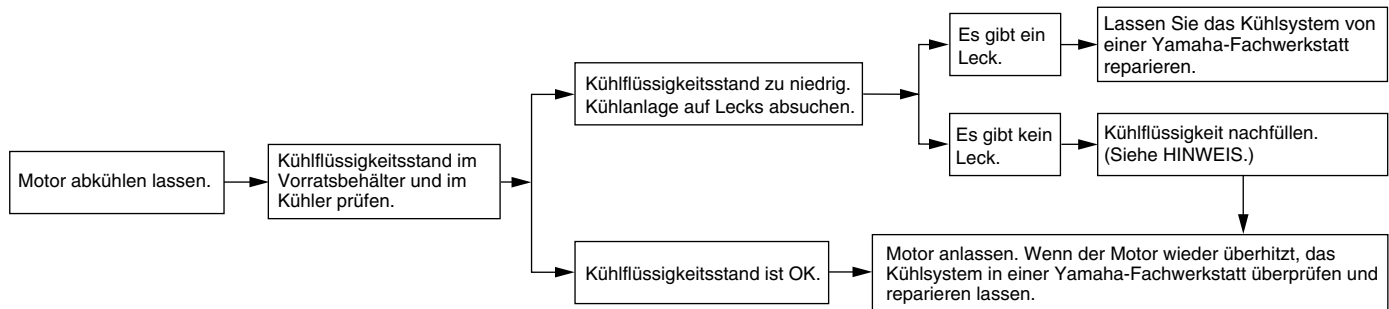 Motor abkühlen lassen.
Kühlflüssigkeitsstand im
Vorratsbehälter und im
Kühler prüfen.
Kühlflüssigkeitsstand zu niedrig.
Kühlanlage auf Lecks absuchen.
Es gibt ein
Leck.
Lassen Sie das Kühlsystem von
einer Yamaha-Fachwerkstatt
reparieren.
Es gibt kein
Leck.
Kühlflüssigkeit nachfüllen.
(Siehe HINWEIS.)
Kühlflüssigkeitsstand ist OK.
Motor anlassen. Wenn der Motor wieder überhitzt, das
Kühlsystem in einer Yamaha-Fachwerkstatt überprüfen und
reparieren lassen.